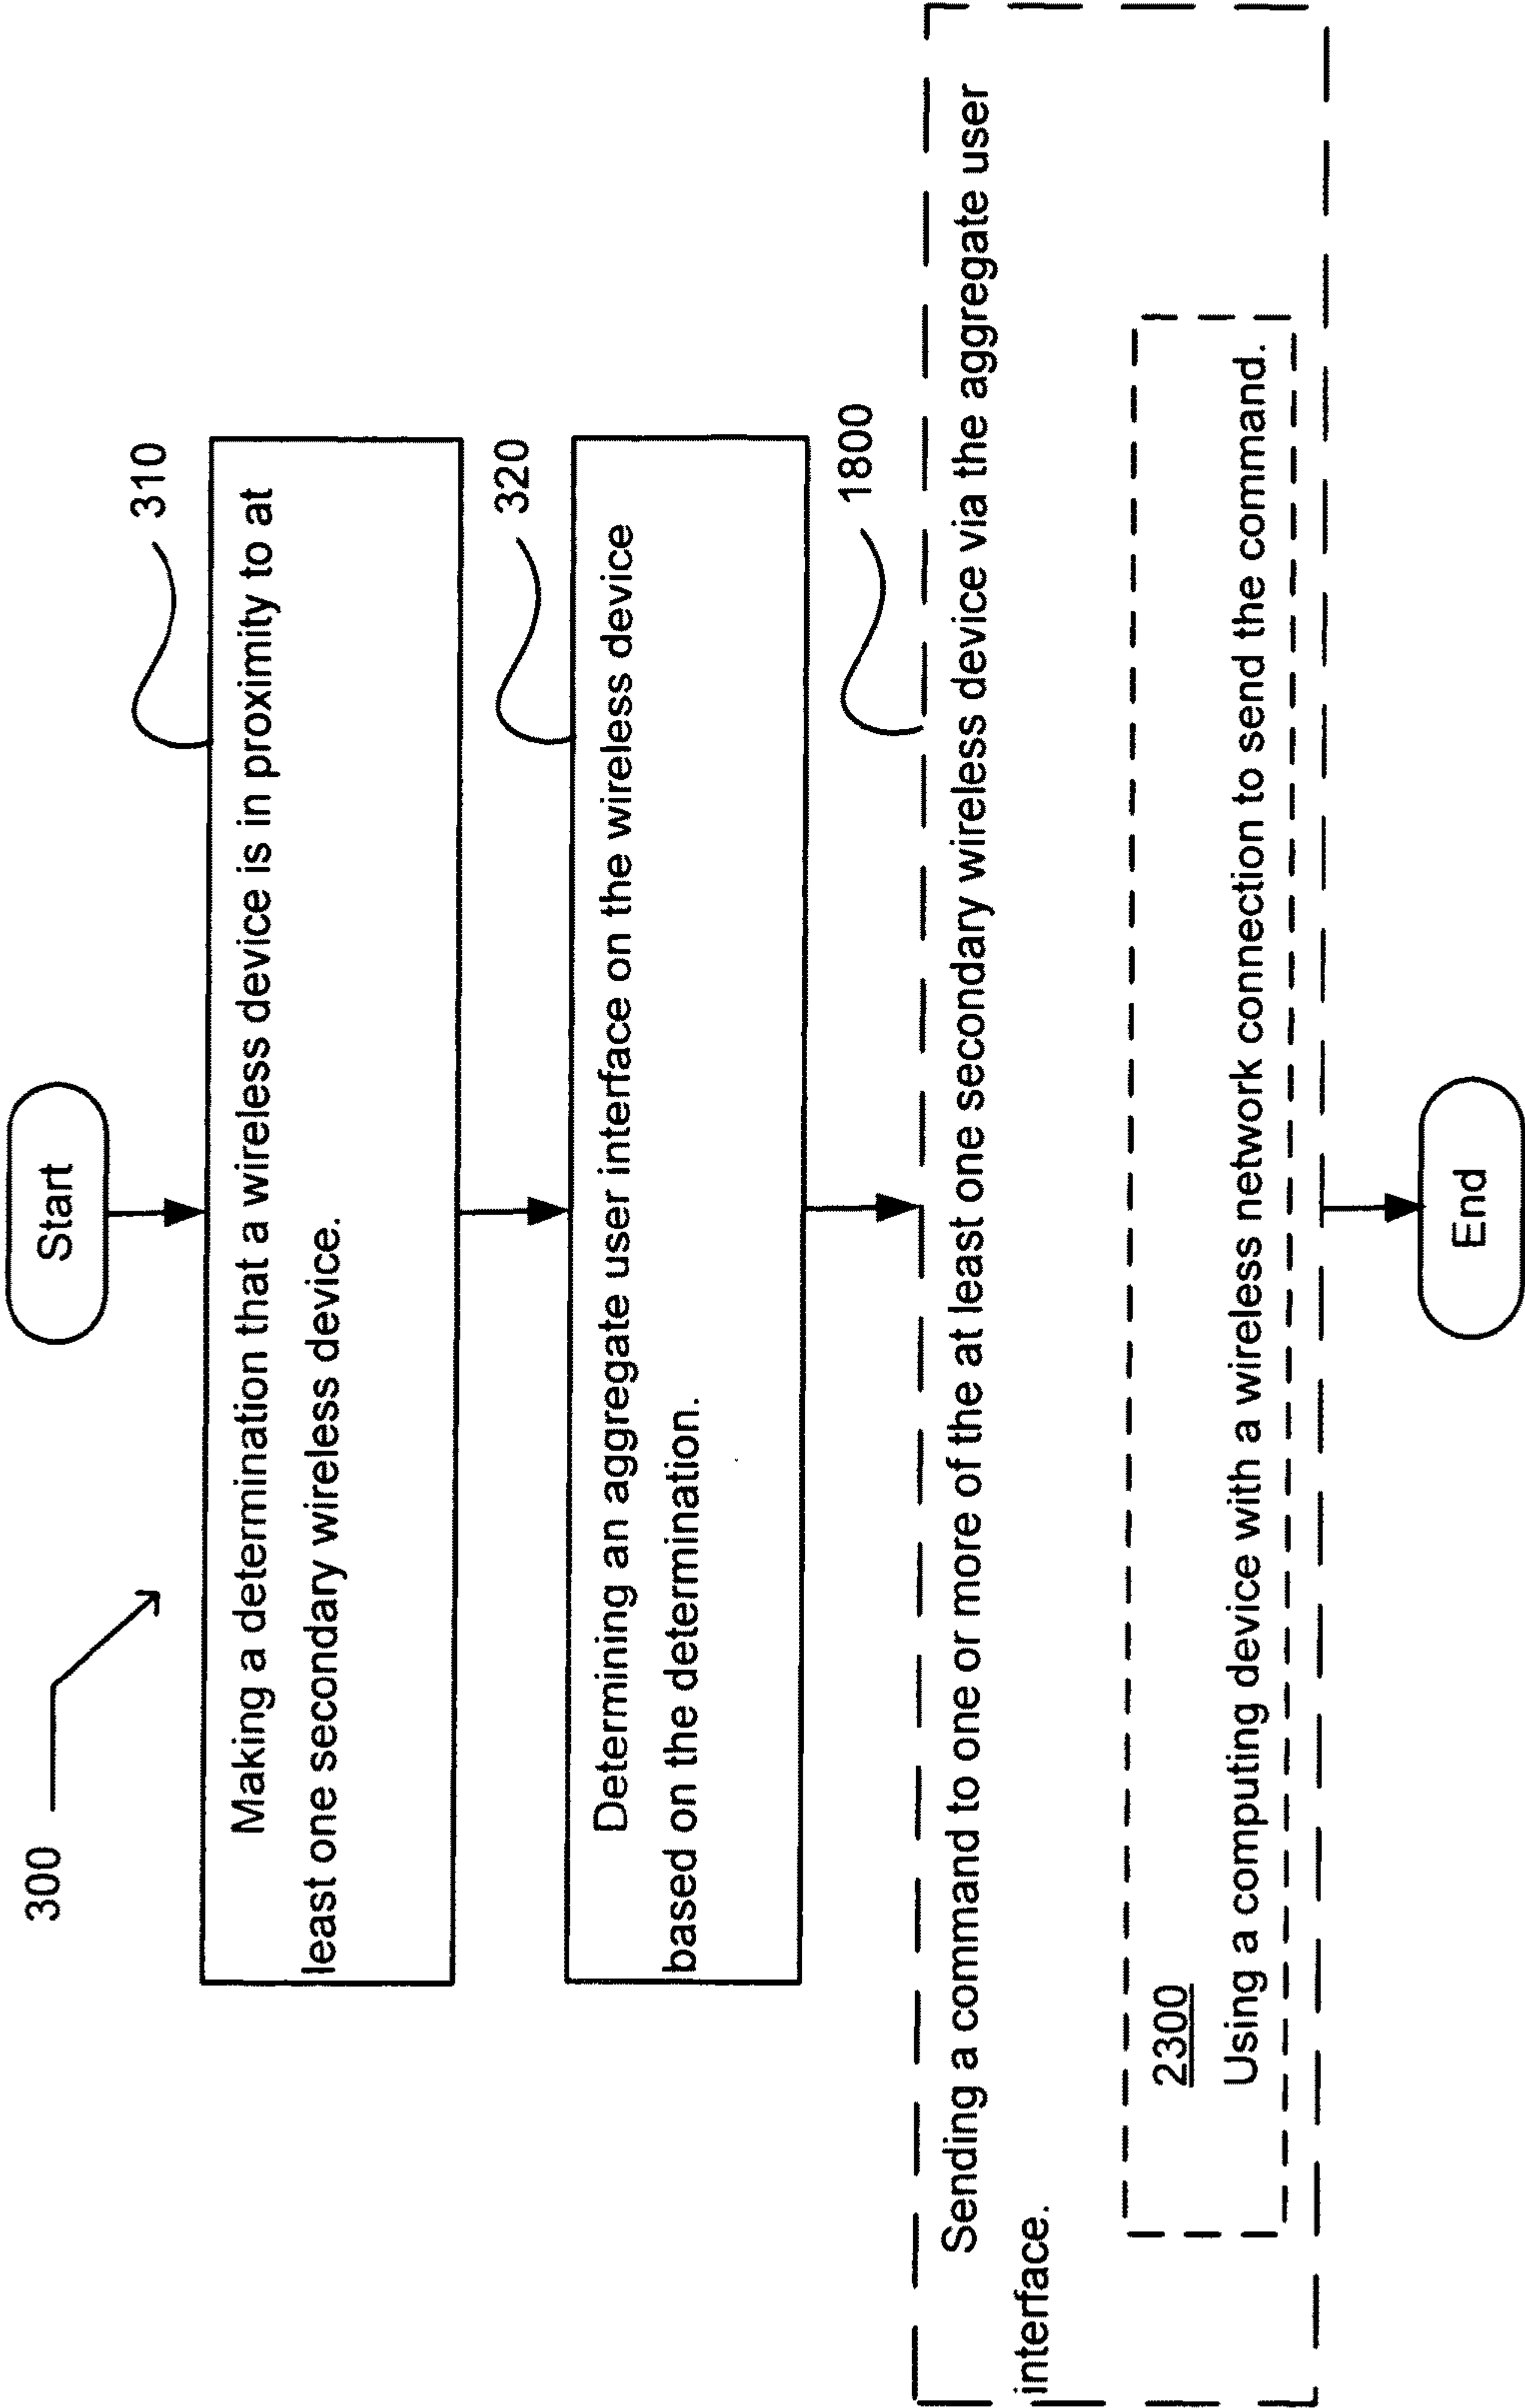 300
Start
310
Making a determination that a wireless device is in proximity to at
least one secondary wireless device.
320
Determining an aggregate user interface on the wireless device
based on the determination.
1800
Sending a command to one or more of the at least one secondary wireless device via the aggregate user
interface.
2300
Using a computing device with a wireless network connection to send the command.
End